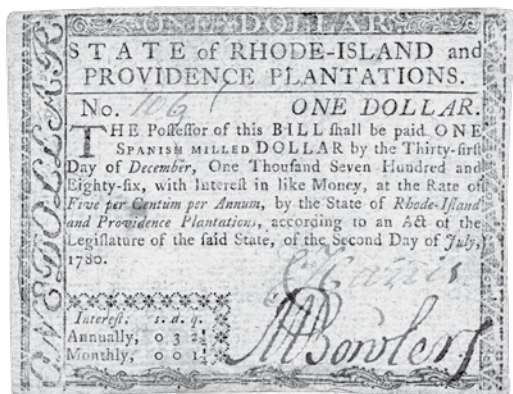 ONE DOLLAR
ONE DOLLAR
STATE of RHODE-ISLAND and
PROVIDENCE PLANTATIONS.
No. 106 ONE DOLLAR.
THE Poſſeſſor of this BILL ſhall be paid ONE
SPANISH MILLED DOLLAR by the Thirty-firſt
Day of December, One Thouſand Seven Hundred and
Eighty-ſix, with Intereſt in like Money, at the Rate of
Five per Centum per Annum, by the State of Rhode-Iſland
and Providence Plantations, according to an Act of the
Legiſlature of the ſaid State, of the Second Day of July,
1780.
C Harris
Intereſt. s. d. q.
Annually, 0 3 2½
Monthly, 0 0 1¼
M Bowler